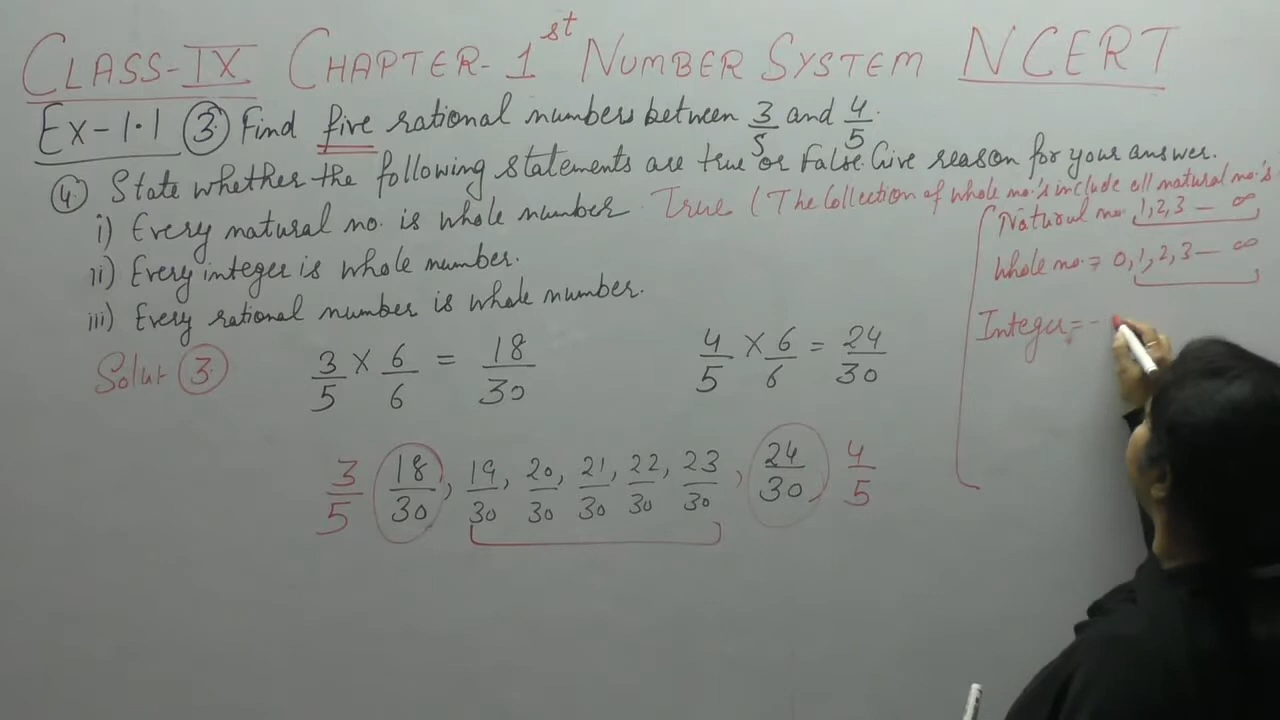 CLASS-IX CHAPTER-1st NUMBER SYSTEM NCERT
Ex-1.1 (3.) Find five rational numbers between 3/5 and 4/5.
(4.) State whether the following statements are true or False. Give reason for your answer.
i) Every natural no. is whole number. True (The Collection of whole no.'s include all natural no.'s
ii) Every integer is whole number.
iii) Every rational number is whole number.
Natural no. 1,2,3 — ∞
Whole no. = 0,1,2,3 — ∞
Integer = -
Solut (3.)
3/5 × 6/6 = 18/30
4/5 × 6/6 = 24/30
3/5 18/30, 19/30, 20/30, 21/30, 22/30, 23/30, 24/30, 4/5